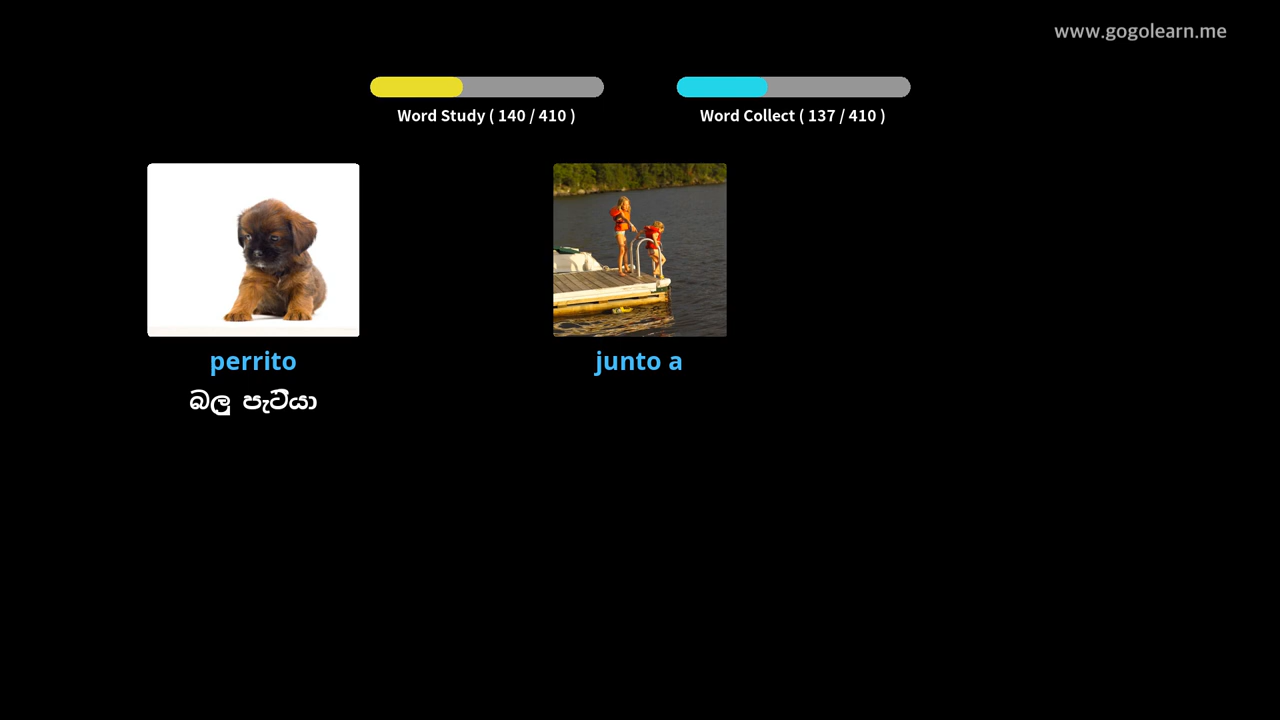 www.gogolearn.me
Word Study ( 140 / 410 )
Word Collect ( 137 / 410 )
perrito
junto a
බලු පැටියා